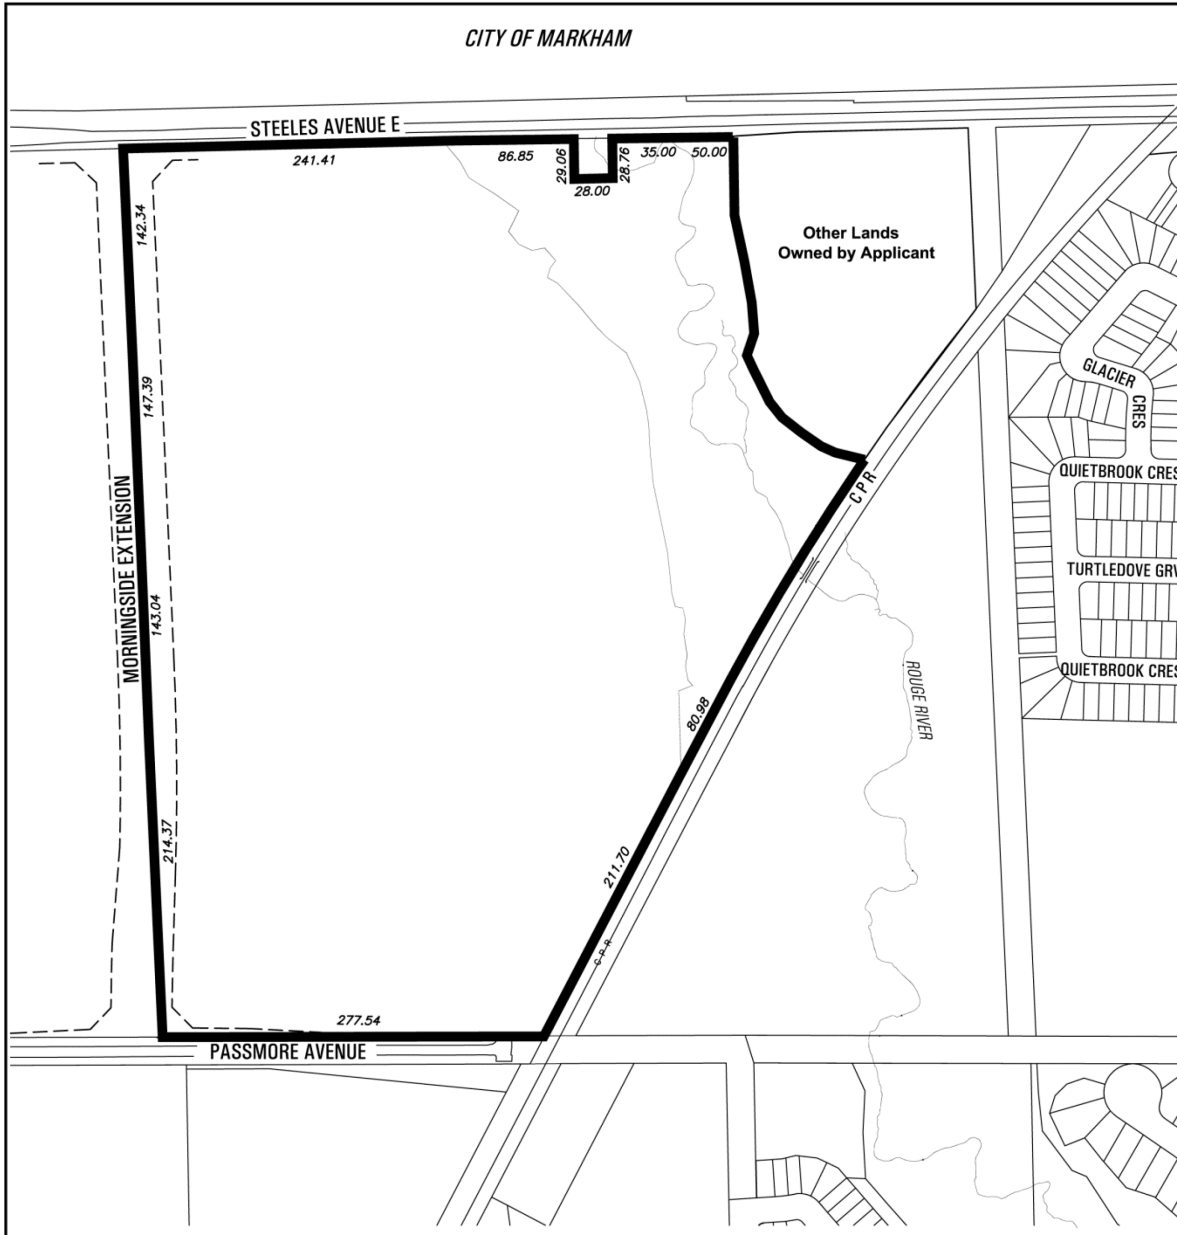 CITY OF MARKHAM
STEELES AVENUE E
241.41
86.85
29.06
28.00
28.76
35.00
50.00
142.34
Other Lands
Owned by Applicant
147.39
GLACIER
CRES
QUIETBROOK CRES
CPR
MORNINGSIDE EXTENSION
TURTLEDOVE GRV
143.04
QUIETBROOK CRES
ROUGE RIVER
80.98
214.37
211.70
CPR
277.54
PASSMORE AVENUE